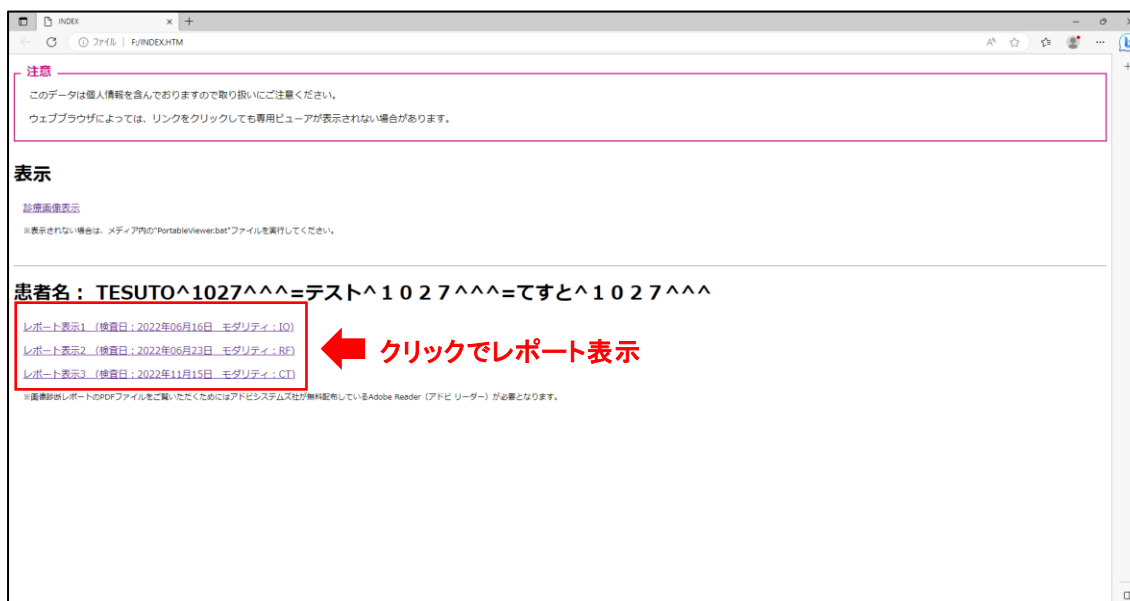 INDEX
ファイル | F:/INDEX.HTM
注意
このデータは個人情報を含んでおりますので取り扱いにご注意ください。
ウェブブラウザによっては、リンクをクリックしても専用ビューアが表示されない場合があります。
表示
診療画像表示
※表示されない場合は、メディア内の"PortableViewer.bat"ファイルを実行してください。
患者名： TESUTO^1027^^^=テスト^１０２７^^^=てすと^１０２７^^^
レポート表示1 (検査日：2022年06月16日 モダリティ：IO)
レポート表示2 (検査日：2022年06月23日 モダリティ：RF)
レポート表示3 (検査日：2022年11月15日 モダリティ：CT)
クリックでレポート表示
※画像診断レポートのPDFファイルをご覧いただくためにはアドビシステムズ社が無料配布しているAdobe Reader（アドビ リーダー）が必要となります。